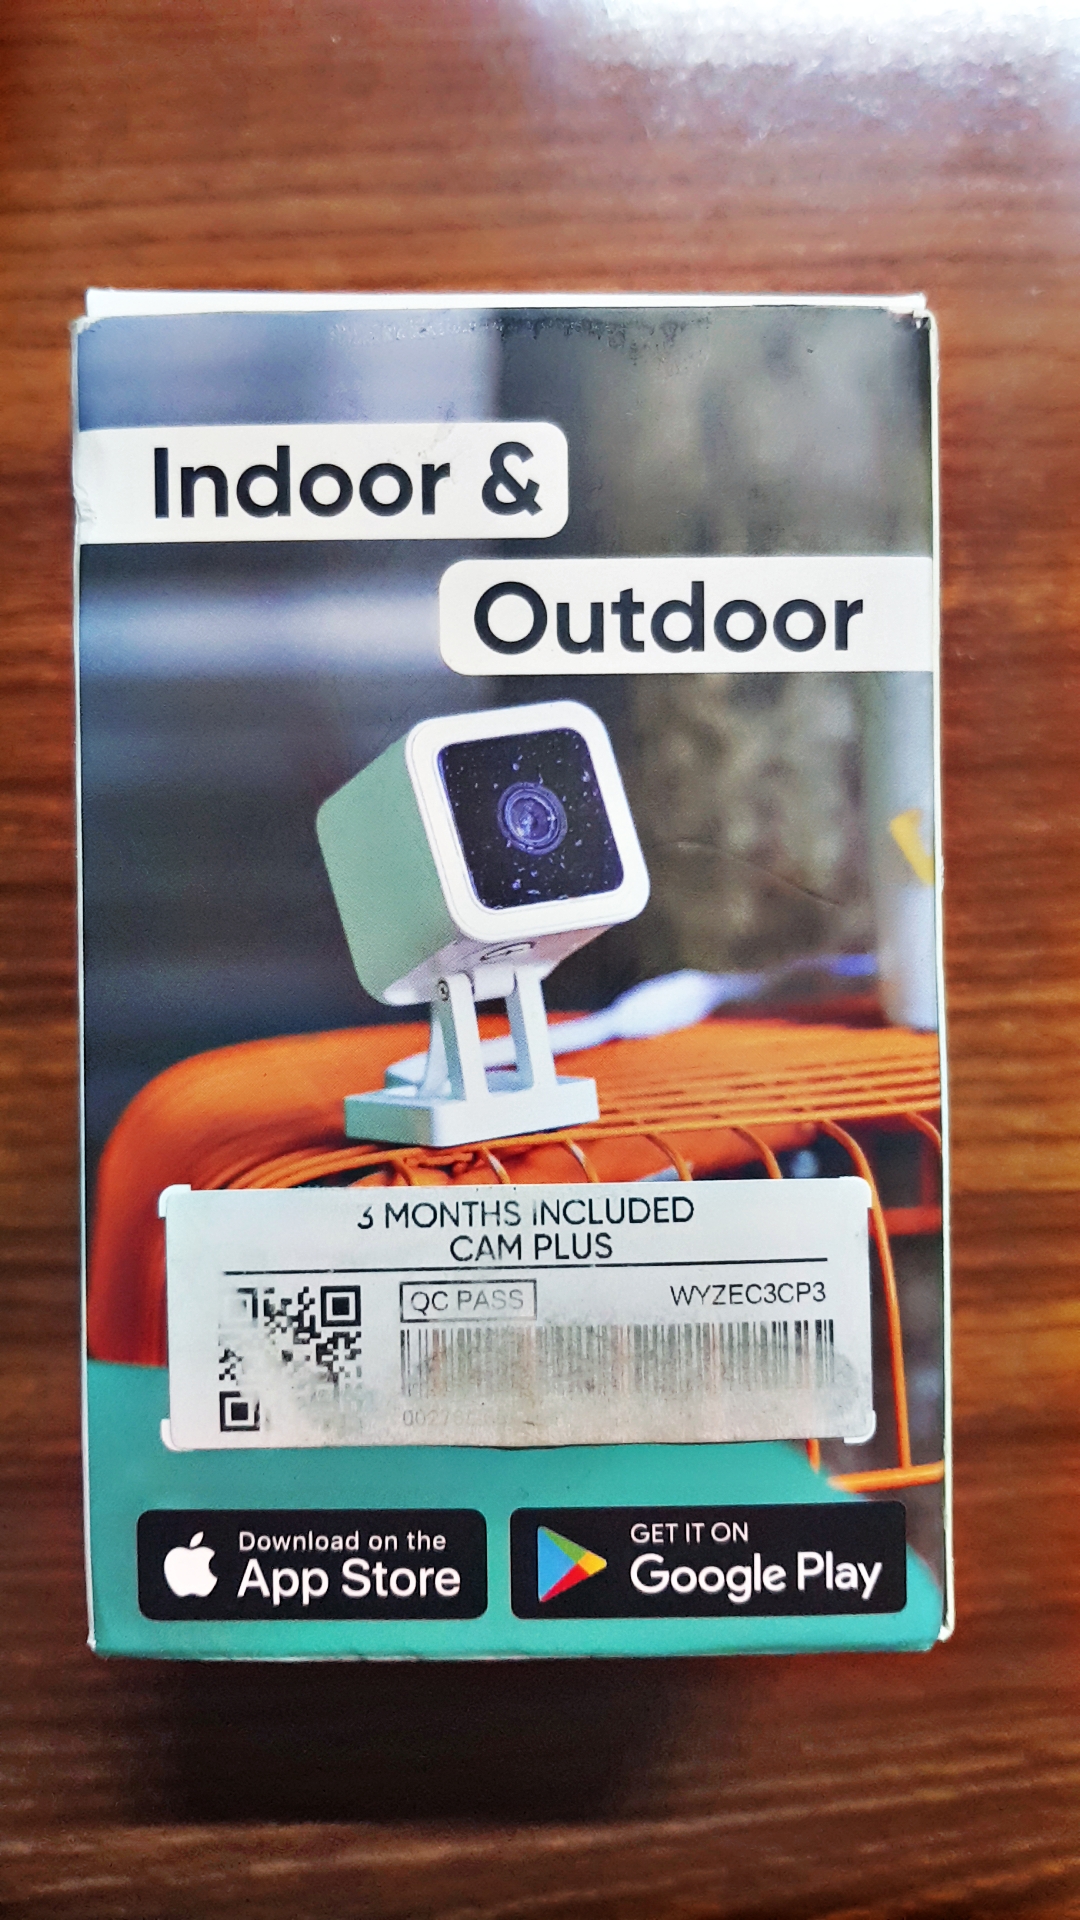 Indoor &
Outdoor
3 MONTHS INCLUDED
CAM PLUS
QC PASS
WYZEC3CP3
Download on the
App Store
GET IT ON
Google Play